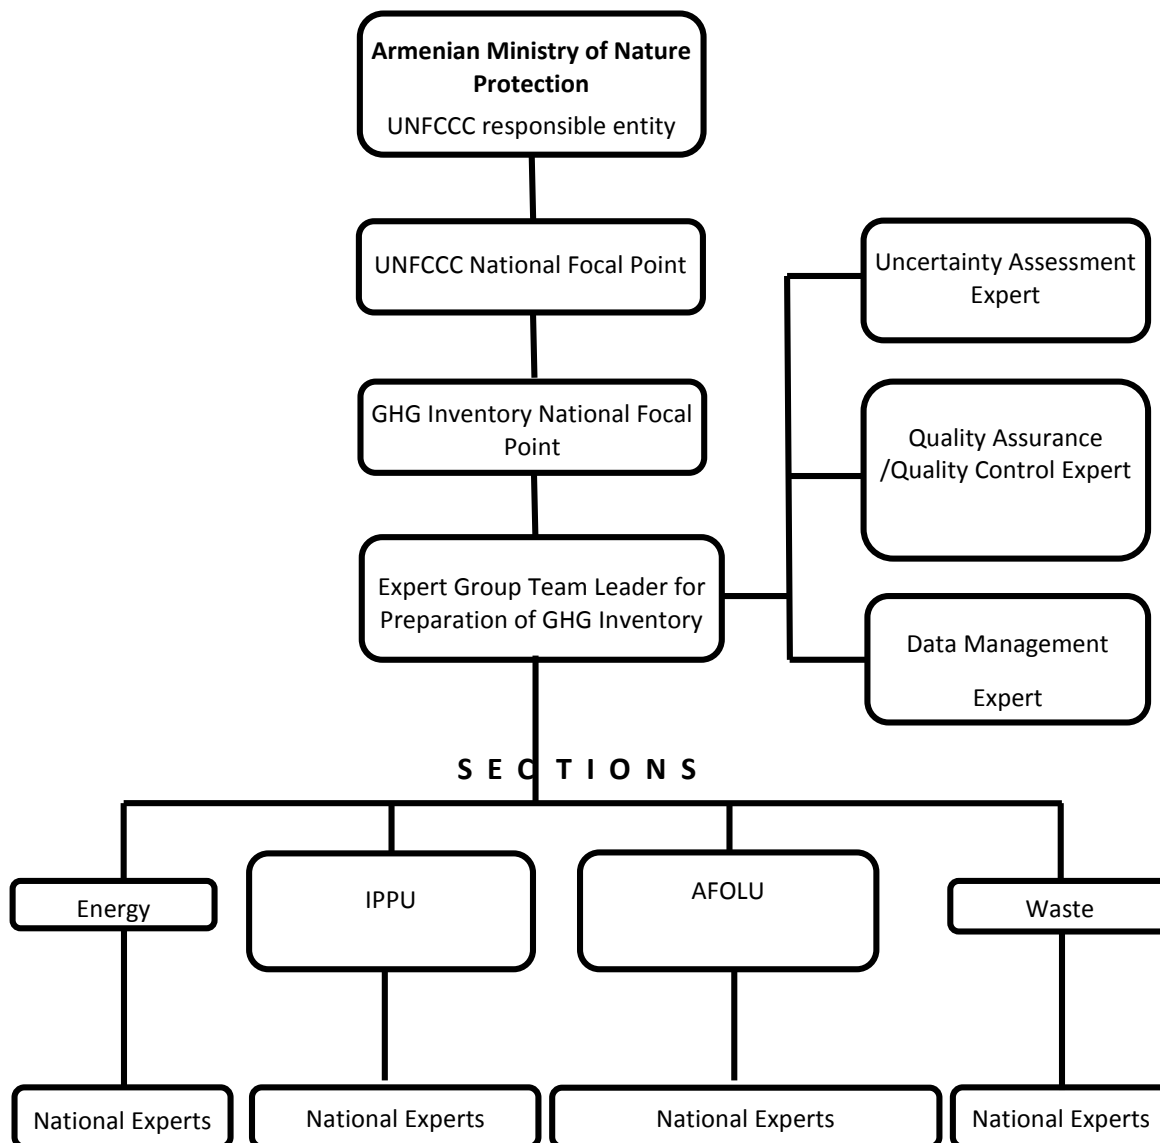 Armenian Ministry of Nature
Protection
UNFCCC responsible entity
UNFCCC National Focal Point
Uncertainty Assessment
Expert
GHG Inventory National Focal
Point
Quality Assurance
/Quality Control Expert
Expert Group Team Leader for
Preparation of GHG Inventory
Data Management
Expert
S E C T I O N S
Energy
IPPU
AFOLU
Waste
National Experts
National Experts
National Experts
National Experts